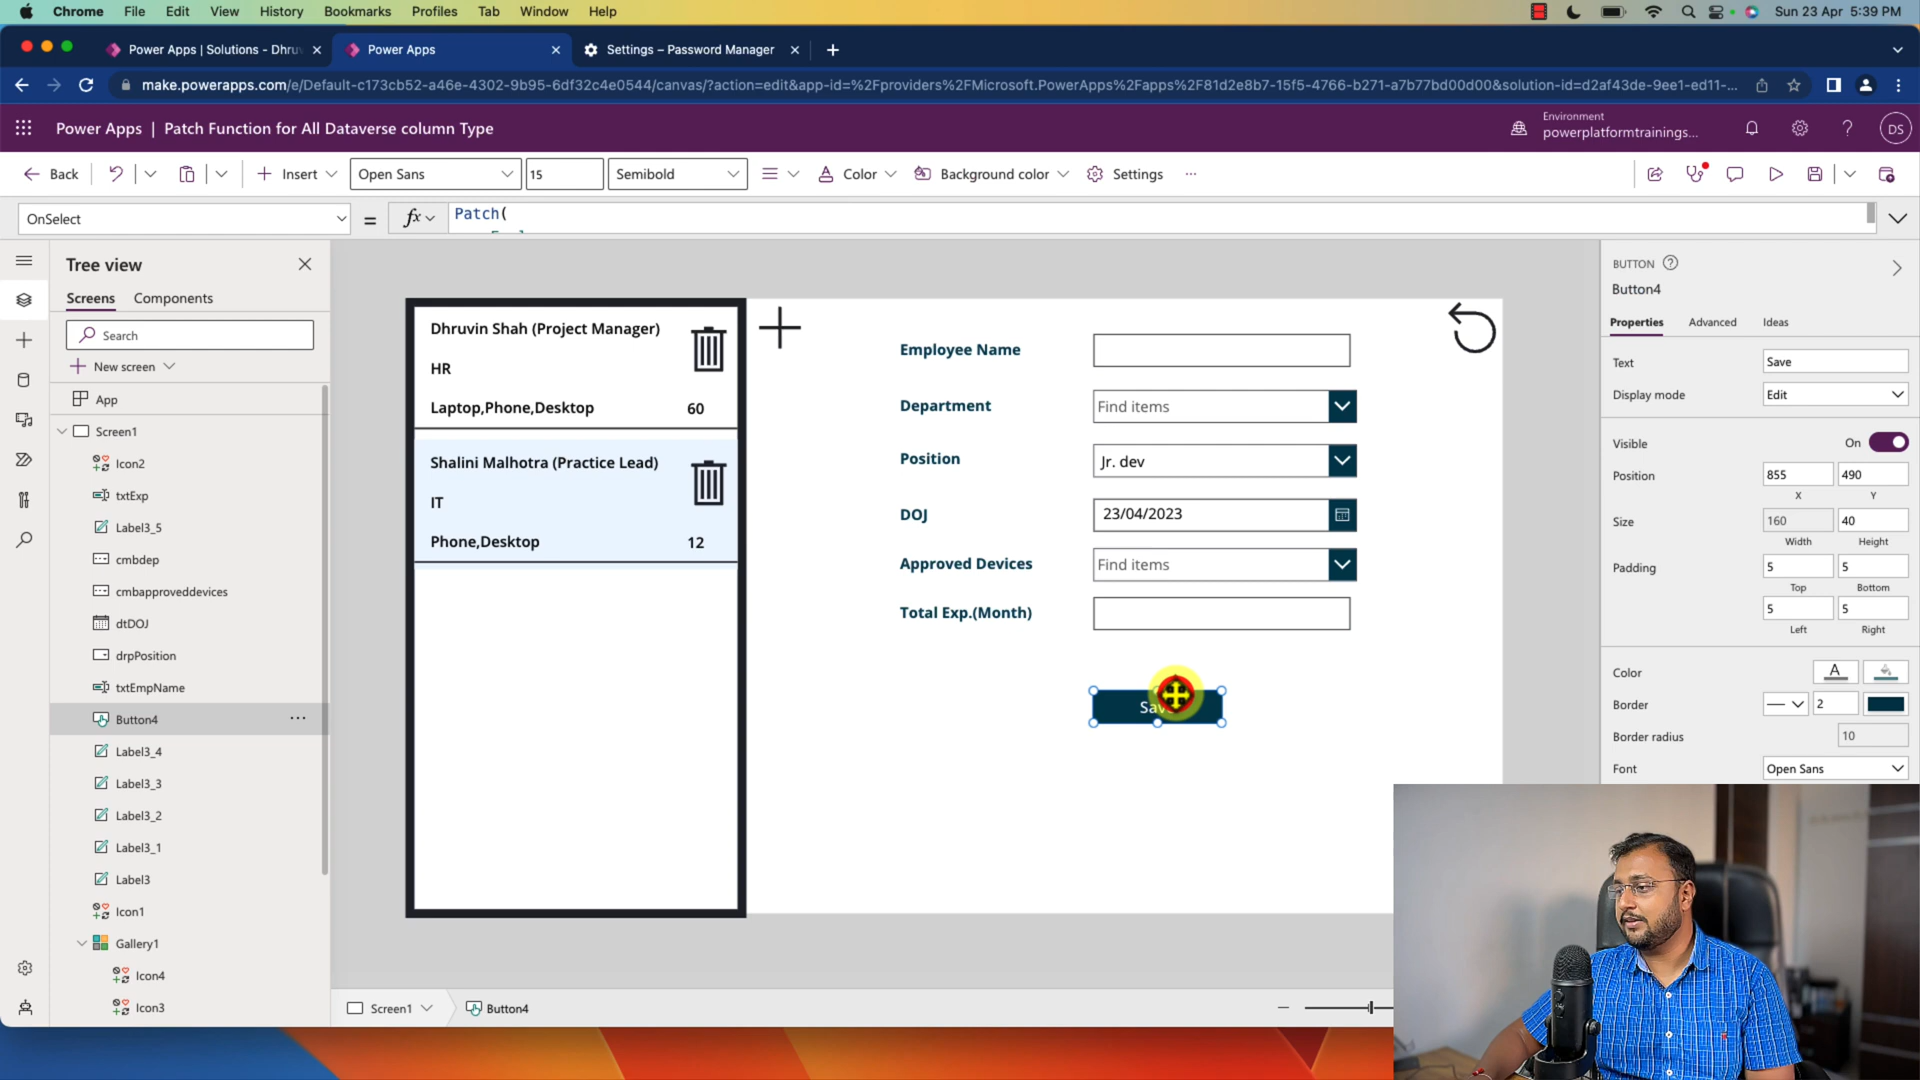 Chrome File Edit View History Bookmarks Profiles Tab Window Help Sun 23 Apr 5:39 PM
Power Apps | Solutions - Dhru
Power Apps
Settings – Password Manager
make.powerapps.com/e/Default-c173cb52-a46e-4302-9b95-6df32c4e0544/canvas/?action=edit&app-id=%2Fproviders%2FMicrosoft.PowerApps%2Fapps%2F81d2e8b7-15f5-4766-b271-a7b77bd00d00&solution-id=d2af43de-9ee1-ed11-...
Power Apps | Patch Function for All Dataverse column Type
Environment
powerplatformtrainings...
DS
Back Insert Open Sans 15 Semibold Color Background color Settings
OnSelect = fx Patch(
Tree view
Screens Components
Search
New screen
App
Screen1
Icon2
txtExp
Label3_5
cmbdep
cmbapproveddevices
dtDOJ
drpPosition
txtEmpName
Button4
Label3_4
Label3_3
Label3_2
Label3_1
Label3
Icon1
Gallery1
Icon4
Icon3
Dhruvin Shah (Project Manager)
HR
Laptop,Phone,Desktop 60
Shalini Malhotra (Practice Lead)
IT
Phone,Desktop 12
Employee Name
Department Find items
Position Jr. dev
DOJ 23/04/2023
Approved Devices Find items
Total Exp.(Month)
Screen1 Button4
BUTTON
Button4
Properties Advanced Ideas
Text Save
Display mode Edit
Visible On
Position 855 490
X Y
Size 160 40
Width Height
Padding 5 5
Top Bottom
5 5
Left Right
Color A
Border 2
Border radius 10
Font Open Sans